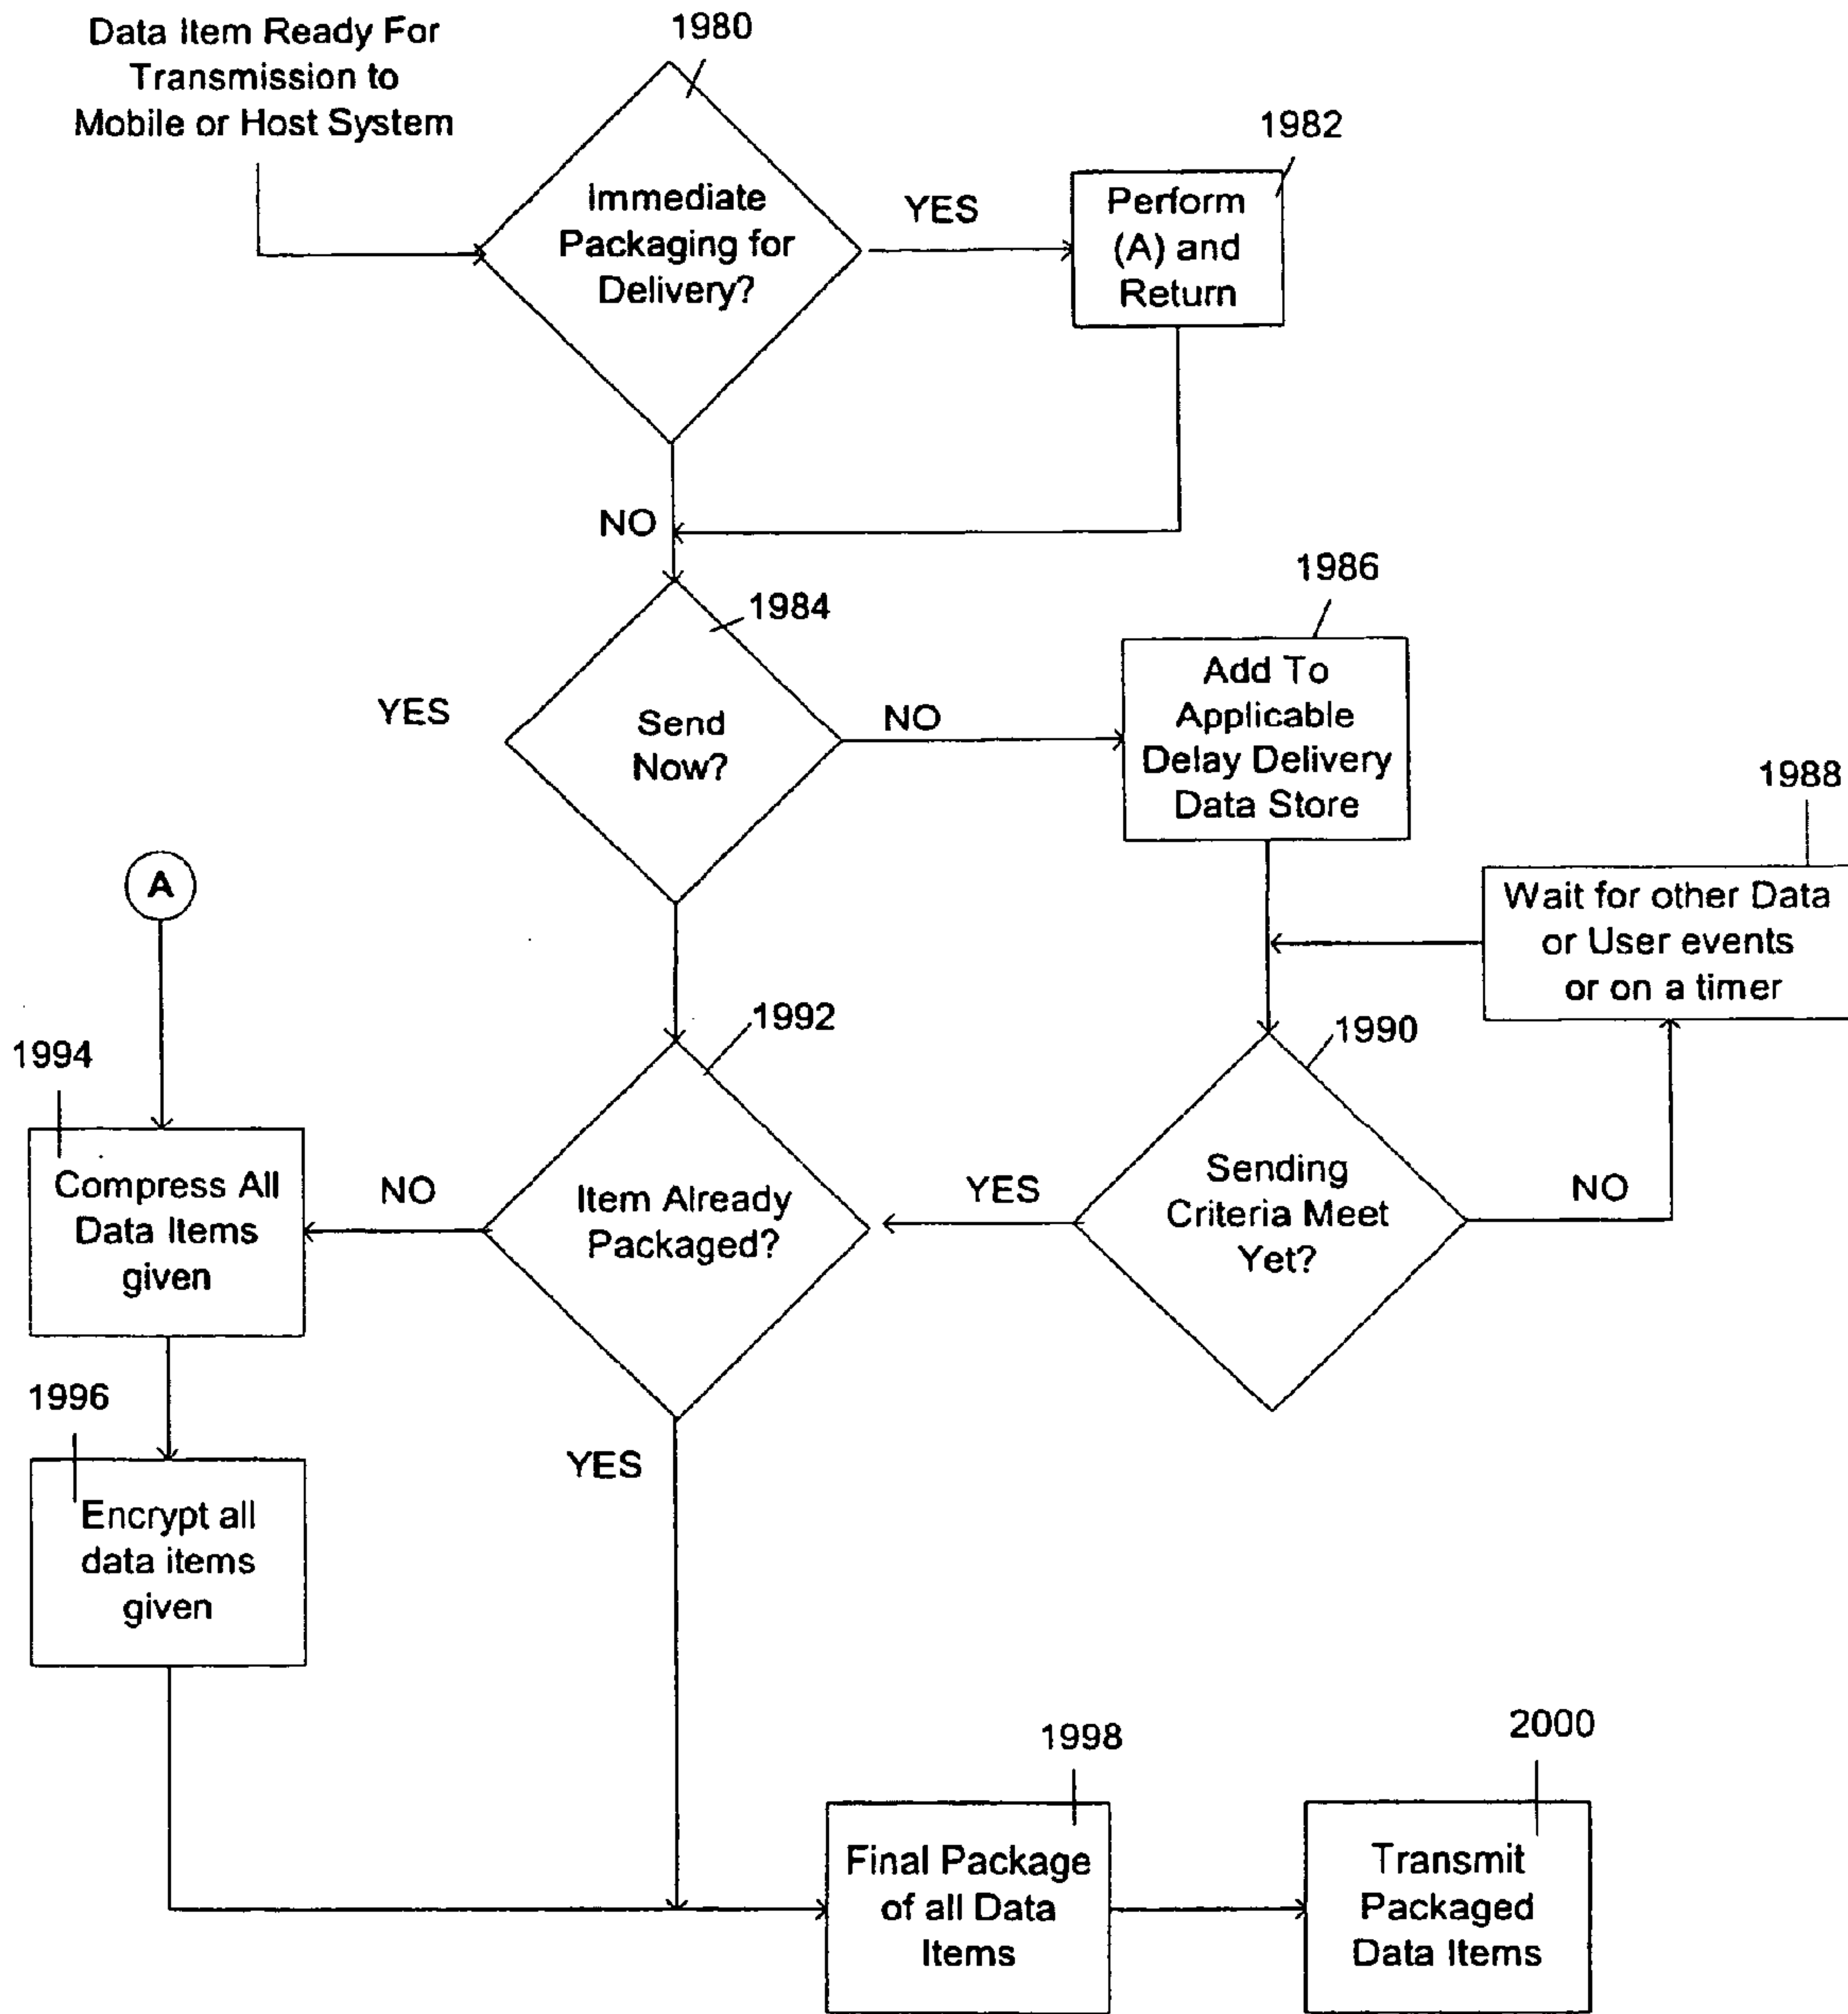 Data Item Ready For
Transmission to
Mobile or Host System
1980
Immediate
Packaging for
Delivery?
YES
1982
Perform
(A) and
Return
NO
1984
Send
Now?
YES
NO
1986
Add To
Applicable
Delay Delivery
Data Store
1988
Wait for other Data
or User events
or on a timer
A
1990
Sending
Criteria Meet
Yet?
NO
YES
1992
Item Already
Packaged?
NO
YES
1994
Compress All
Data Items
given
1996
Encrypt all
data items
given
1998
Final Package
of all Data
Items
2000
Transmit
Packaged
Data Items